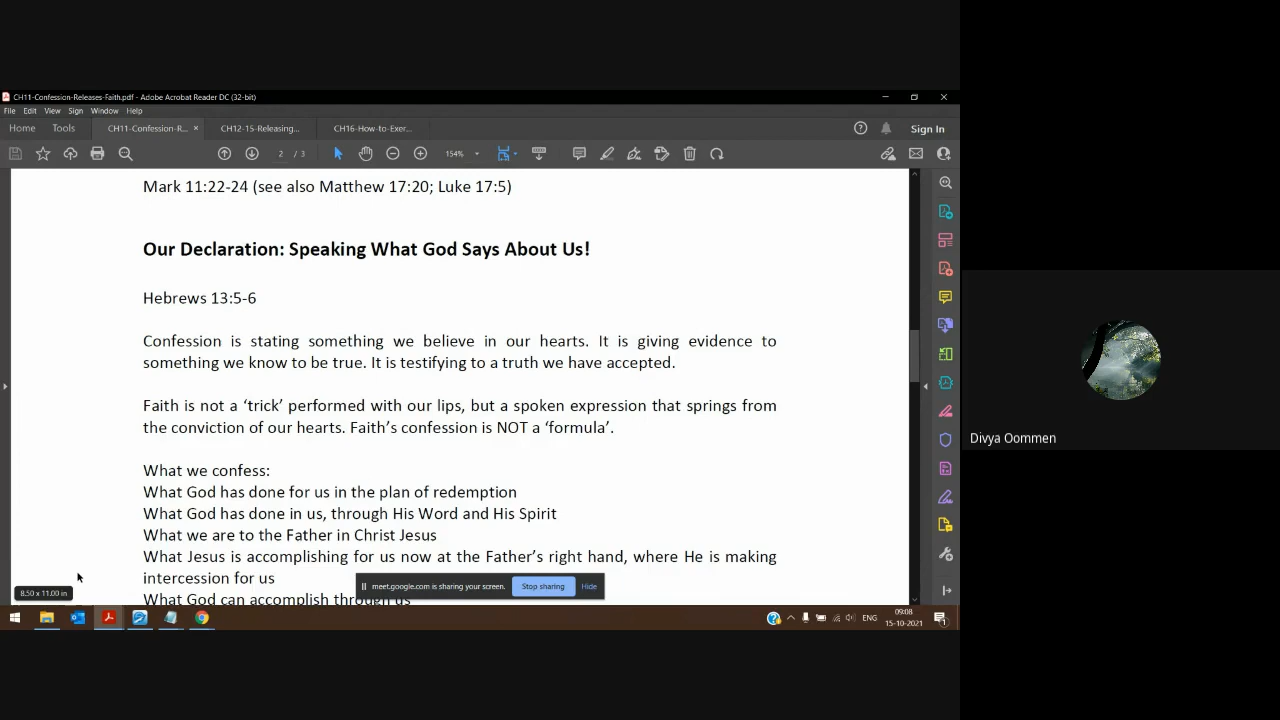 CH11-Confession-Releases-Faith.pdf - Adobe Acrobat Reader DC (32-bit)
File Edit View Sign Window Help
Home Tools CH11-Confession-R... × CH12-15-Releasing... CH16-How-to-Exer... Sign In
2 / 3 154%
Mark 11:22-24 (see also Matthew 17:20; Luke 17:5)
Our Declaration: Speaking What God Says About Us!
Hebrews 13:5-6
Confession is stating something we believe in our hearts. It is giving evidence to
something we know to be true. It is testifying to a truth we have accepted.
Faith is not a ‘trick’ performed with our lips, but a spoken expression that springs from
the conviction of our hearts. Faith’s confession is NOT a ‘formula’.
What we confess:
What God has done for us in the plan of redemption
What God has done in us, through His Word and His Spirit
What we are to the Father in Christ Jesus
What Jesus is accomplishing for us now at the Father’s right hand, where He is making
intercession for us
What God can accomplish through us
8.50 x 11.00 in
meet.google.com is sharing your screen. Stop sharing Hide
ENG
09:08
15-10-2021
Divya Oommen